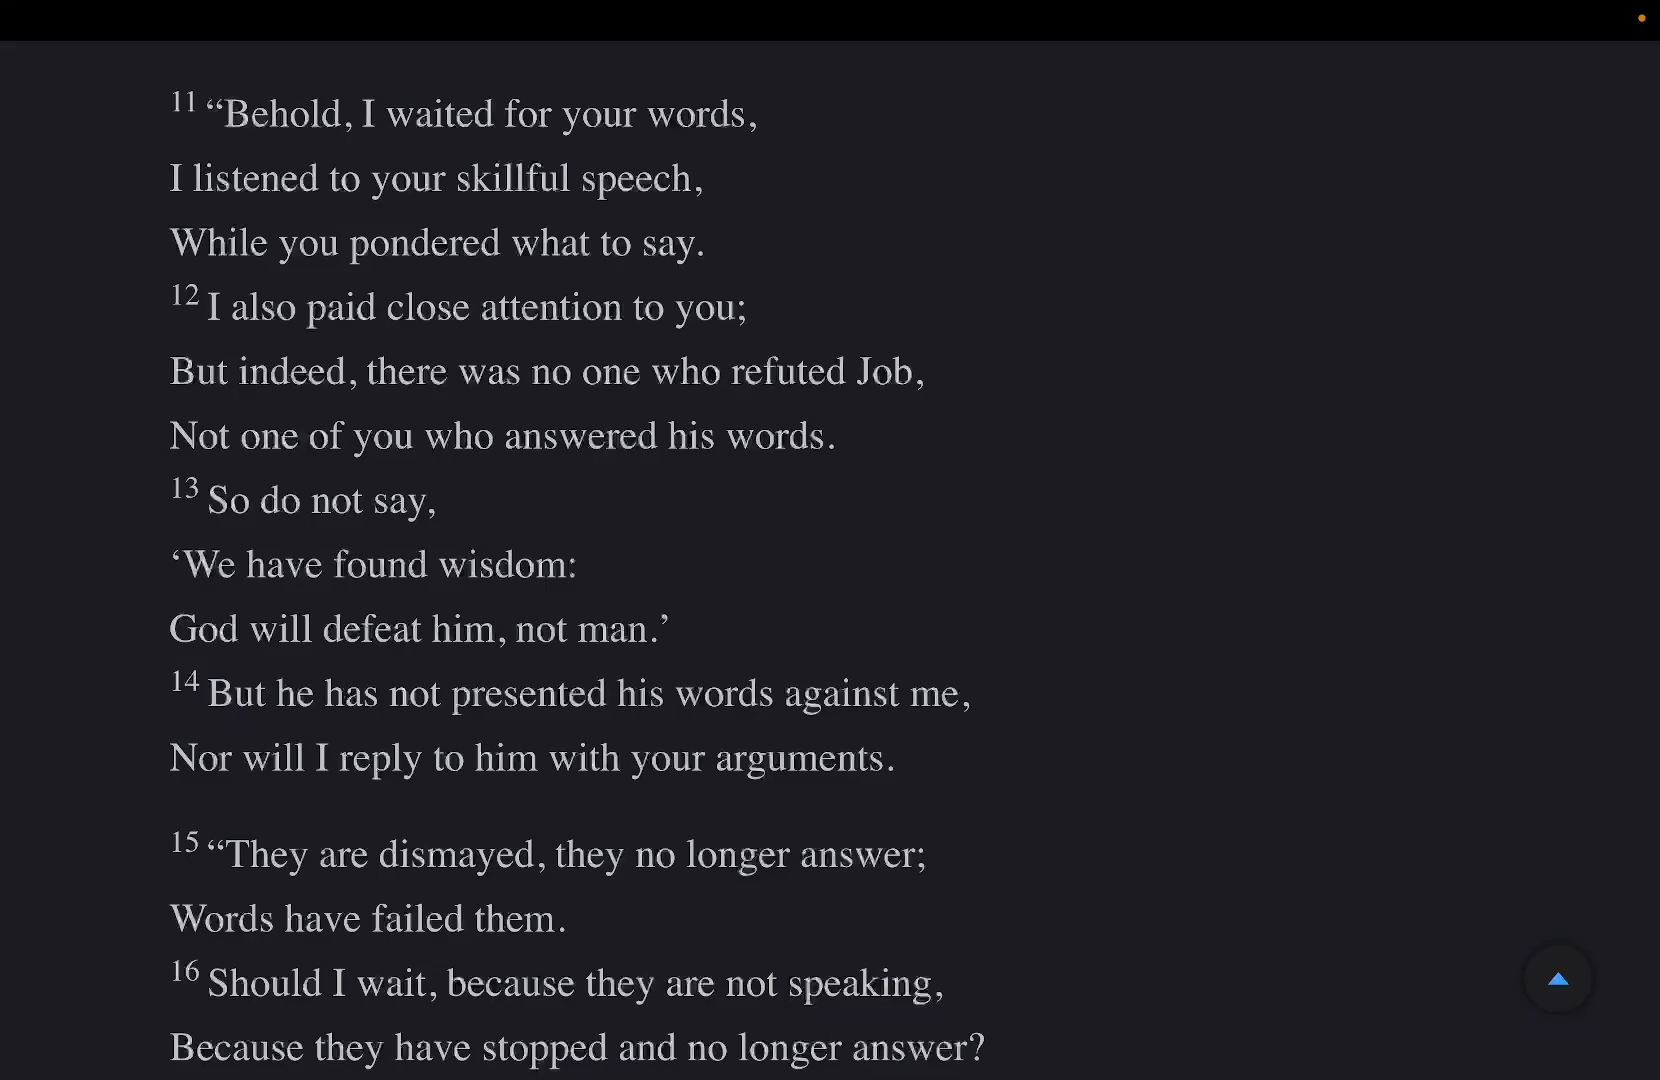 11 “Behold, I waited for your words,
I listened to your skillful speech,
While you pondered what to say.
12 I also paid close attention to you;
But indeed, there was no one who refuted Job,
Not one of you who answered his words.
13 So do not say,
‘We have found wisdom:
God will defeat him, not man.’
14 But he has not presented his words against me,
Nor will I reply to him with your arguments.
15 “They are dismayed, they no longer answer;
Words have failed them.
16 Should I wait, because they are not speaking,
Because they have stopped and no longer answer?